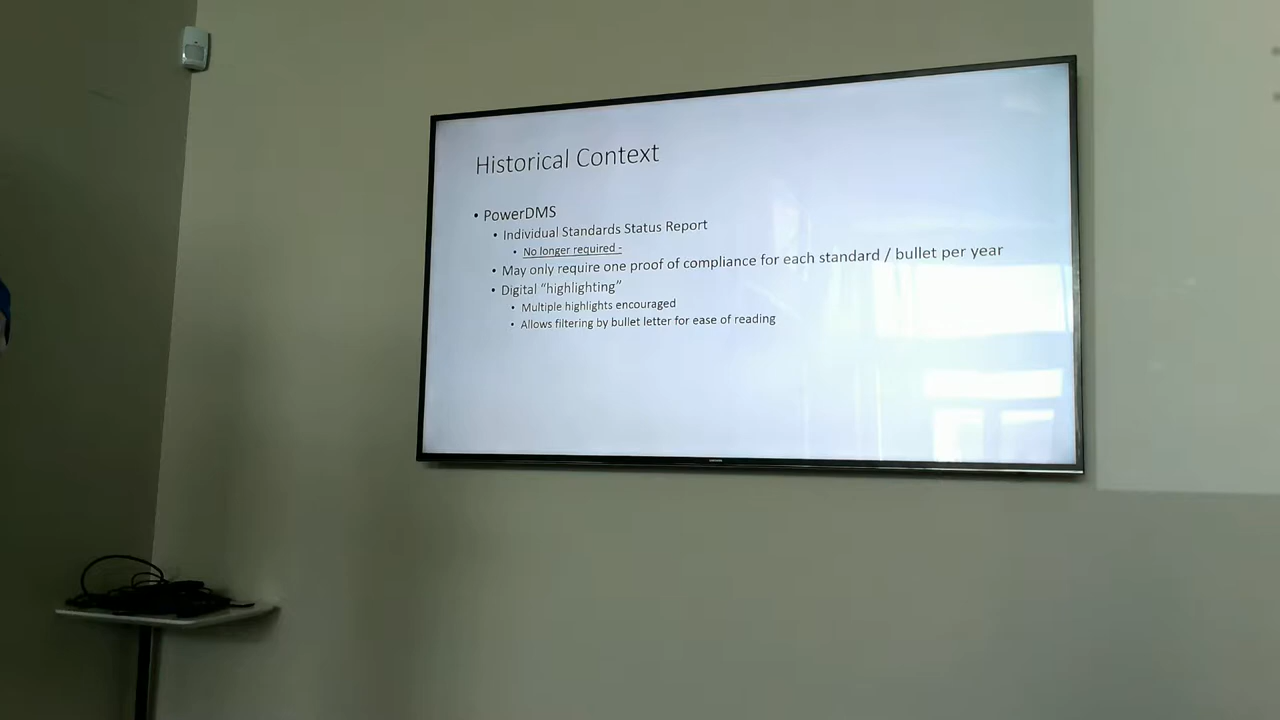 Historical Context
• PowerDMS
• Individual Standards Status Report
• No longer required -
• May only require one proof of compliance for each standard / bullet per year
• Digital “highlighting”
• Multiple highlights encouraged
• Allows filtering by bullet letter for ease of reading